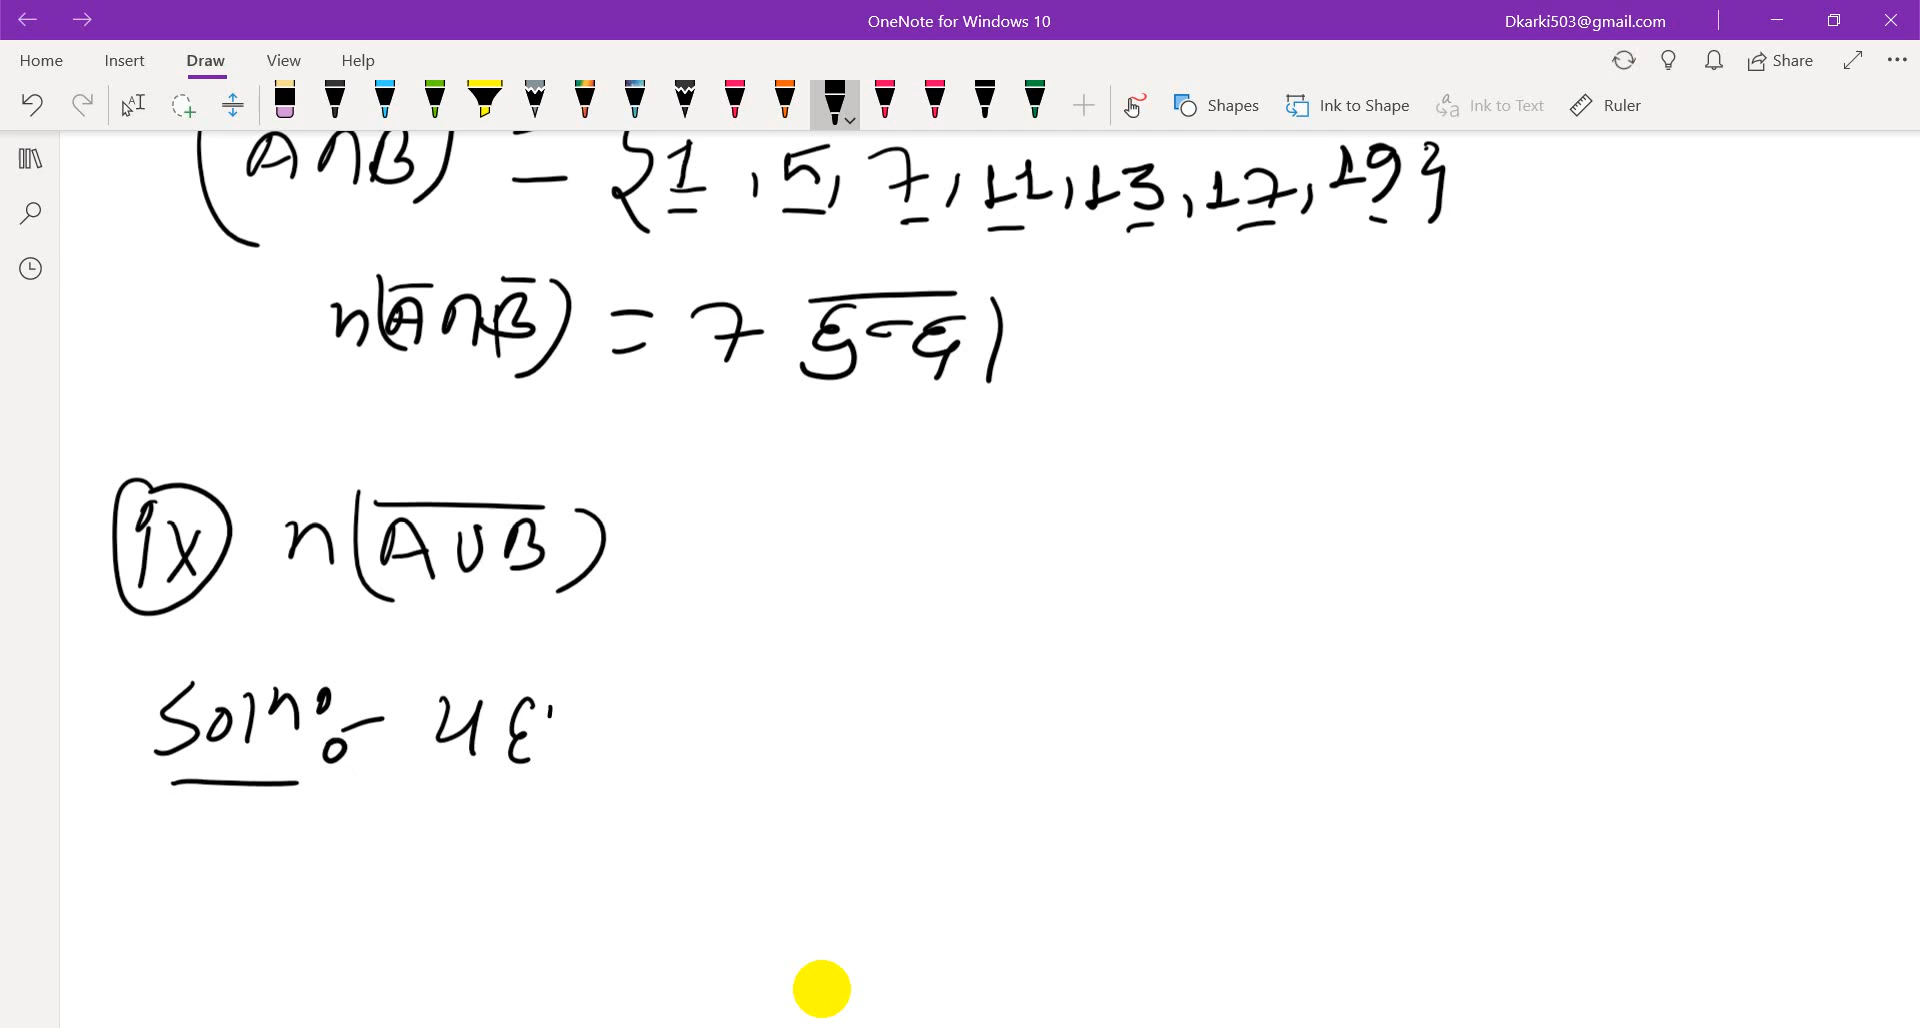 OneNote for Windows 10
Dkarki503@gmail.com
Home Insert Draw View Help
Share
Shapes Ink to Shape Ink to Text Ruler
(A∩B) = {1, 5, 7, 11, 13, 17, 19}
n(A̅∩B̅) = 7
ix n(A∪B)‾
Soln:-